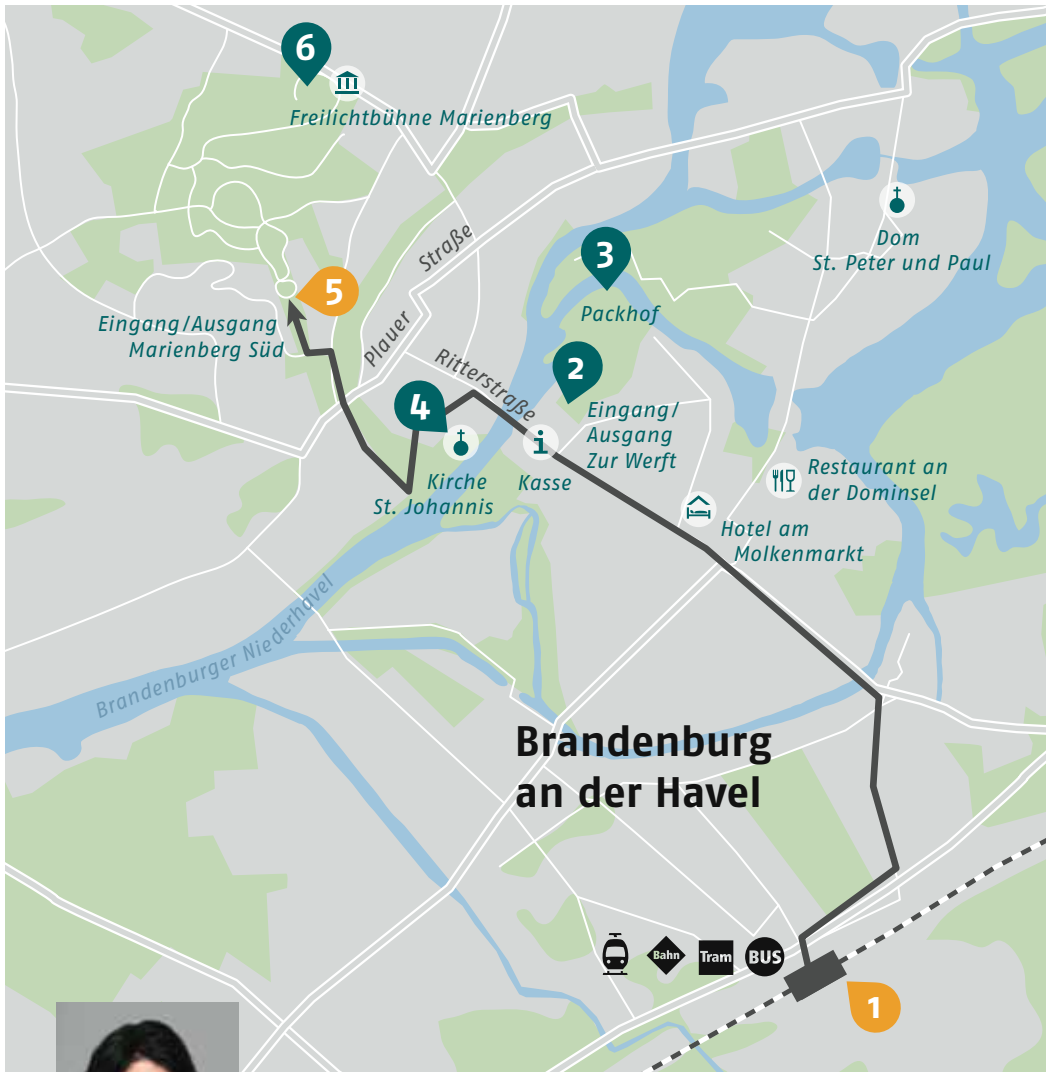 6
Freilichtbühne Marienberg
Dom
St. Peter und Paul
3
Packhof
Plauer Straße
5
Eingang/Ausgang
Marienberg Süd
Ritterstraße
2
Eingang/
Ausgang
Zur Werft
4
Kirche
St. Johannis
i
Kasse
Restaurant an
der Dominsel
Hotel am
Molkenmarkt
Brandenburger Niederhavel
Brandenburg
an der Havel
Bahn
Tram
BUS
1